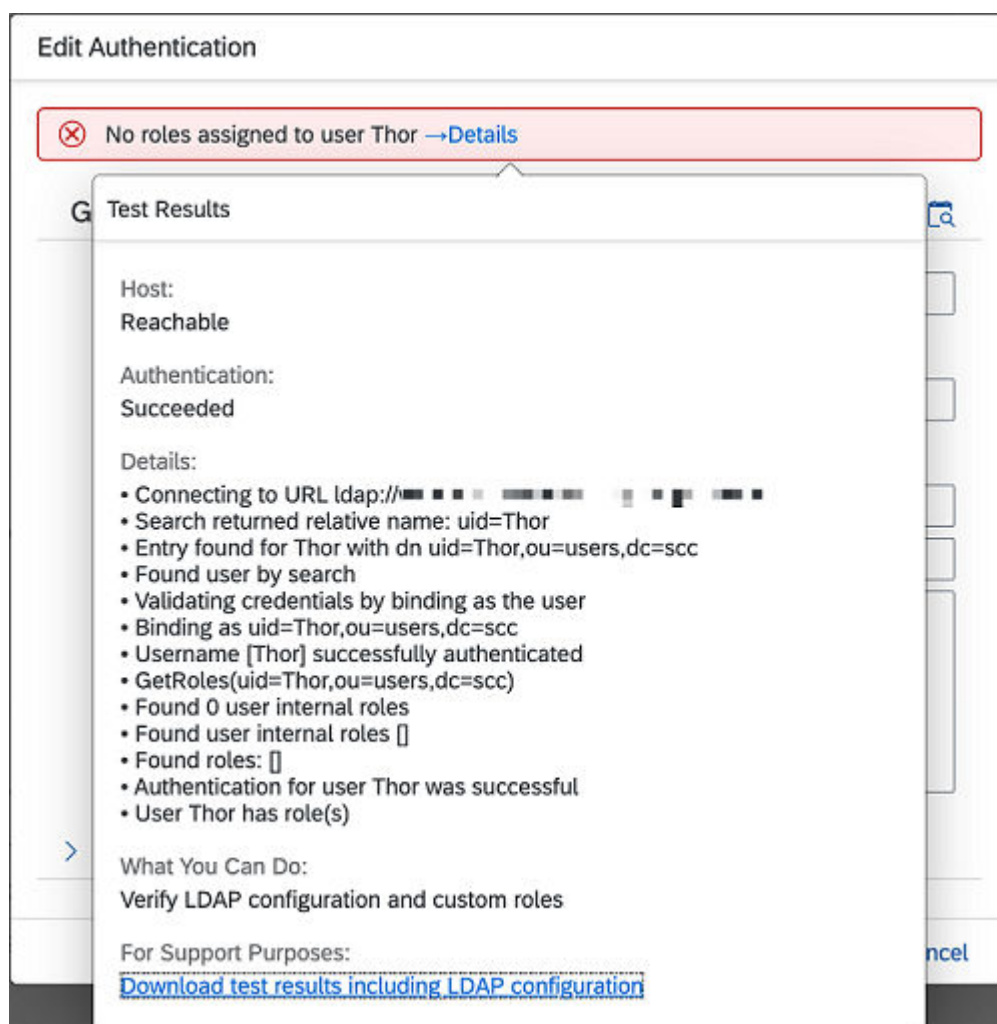 Edit Authentication
No roles assigned to user Thor →Details
G
Test Results
Host:
Reachable
Authentication:
Succeeded
Details:
• Connecting to URL ldap://
• Search returned relative name: uid=Thor
• Entry found for Thor with dn uid=Thor,ou=users,dc=scc
• Found user by search
• Validating credentials by binding as the user
• Binding as uid=Thor,ou=users,dc=scc
• Username [Thor] successfully authenticated
• GetRoles(uid=Thor,ou=users,dc=scc)
• Found 0 user internal roles
• Found user internal roles []
• Found roles: []
• Authentication for user Thor was successful
• User Thor has role(s)
What You Can Do:
Verify LDAP configuration and custom roles
For Support Purposes:
ncel
Download test results including LDAP configuration